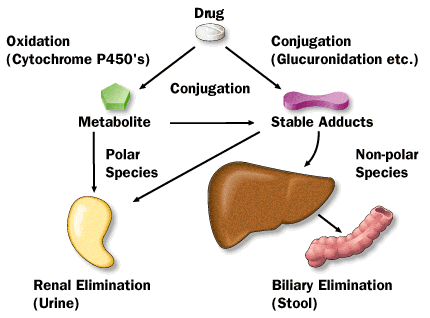 Drug
Oxidation
(Cytochrome P450's)
Conjugation
(Glucuronidation etc.)
Conjugation
Metabolite
Stable Adducts
Polar
Species
Non-polar
Species
Renal Elimination
(Urine)
Biliary Elimination
(Stool)